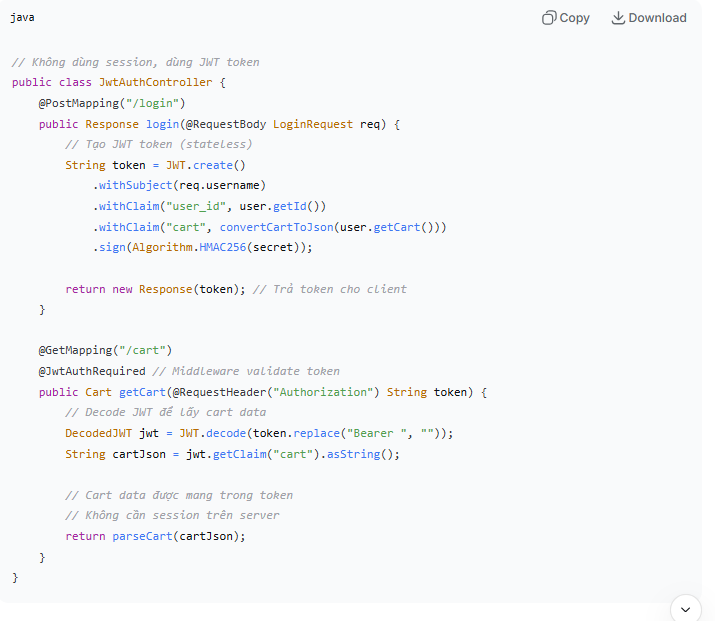 java
Copy
Download
// Không dùng session, dùng JWT token
public class JwtAuthController {
    @PostMapping("/login")
    public Response login(@RequestBody LoginRequest req) {
        // Tạo JWT token (stateless)
        String token = JWT.create()
            .withSubject(req.username)
            .withClaim("user_id", user.getId())
            .withClaim("cart", convertCartToJson(user.getCart()))
            .sign(Algorithm.HMAC256(secret));
        return new Response(token); // Trả token cho client
    }
    @GetMapping("/cart")
    @JwtAuthRequired // Middleware validate token
    public Cart getCart(@RequestHeader("Authorization") String token) {
        // Decode JWT để lấy cart data
        DecodedJWT jwt = JWT.decode(token.replace("Bearer ", ""));
        String cartJson = jwt.getClaim("cart").asString();
        // Cart data được mang trong token
        // Không cần session trên server
        return parseCart(cartJson);
    }
}